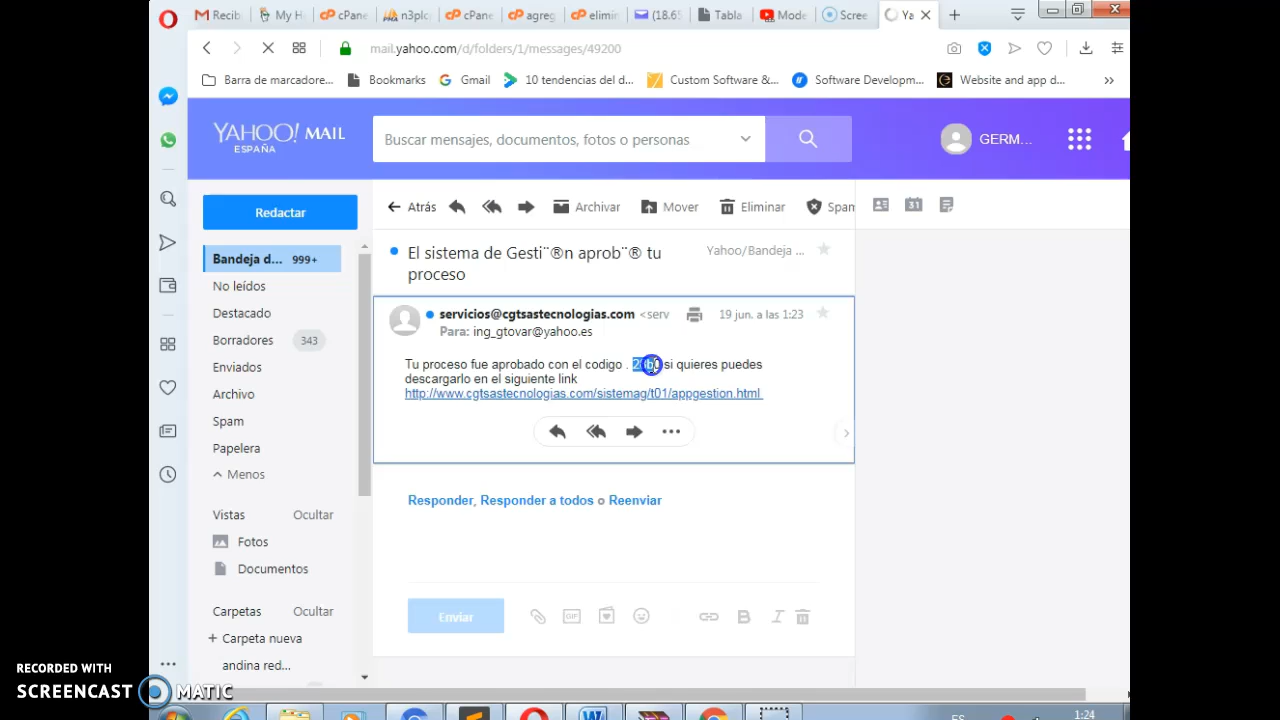 Recib
My H
cPane
n3plc
cPane
agreg
elimin
(18.65
Tabla
Mode
Scree
Ya
mail.yahoo.com/d/folders/1/messages/49200
Barra de marcadore...
Bookmarks
Gmail
10 tendencias del d...
Custom Software &...
Software Developm...
Website and app d...
YAHOO! MAIL
ESPAÑA
Buscar mensajes, documentos, fotos o personas
GERM...
Redactar
Atrás
Archivar
Mover
Eliminar
Spam
31
Bandeja d... 999+
No leídos
Destacado
Borradores 343
Enviados
Archivo
Spam
Papelera
Menos
Vistas Ocultar
Fotos
Documentos
Carpetas Ocultar
+ Carpeta nueva
andina red...
El sistema de Gesti¨®n aprob¨® tu
proceso
Yahoo/Bandeja ...
servicios@cgtsastecnologias.com <serv
19 jun. a las 1:23
Para: ing_gtovar@yahoo.es
Tu proceso fue aprobado con el codigo . si quieres puedes
descargarlo en el siguiente link
http://www.cgtsastecnologias.com/sistemag/t01/appgestion.html
Responder, Responder a todos o Reenviar
Enviar
GIF
B
I
RECORDED WITH
SCREENCAST MATIC
ES
1:24